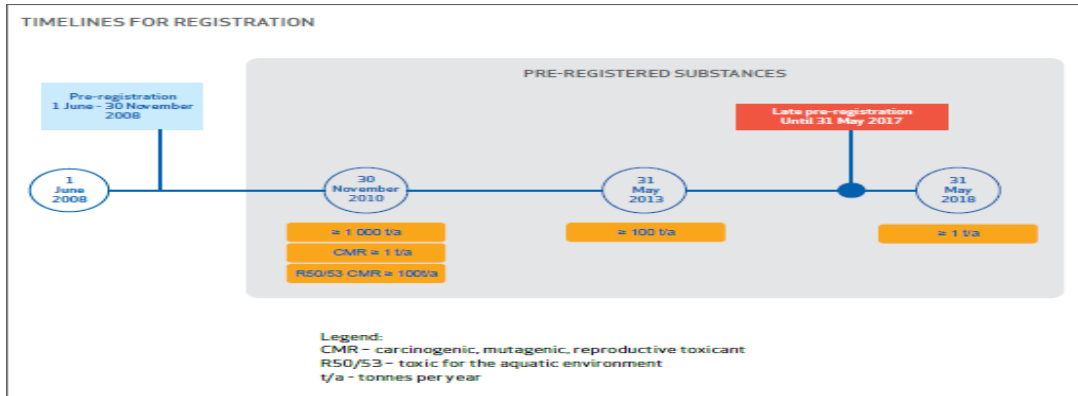 TIMELINES FOR REGISTRATION
PRE-REGISTERED SUBSTANCES
Pre-registration
1 June - 30 November
2008
Late pre-registration
Until 31 May 2017
1
June
2008
30
November
2010
31
May
2013
31
May
2018
≥ 1 000 t/a
CMR ≥ 1 t/a
R50/53 CMR ≥ 100t/a
≥ 100 t/a
≥ 1 t/a
Legend:
CMR – carcinogenic, mutagenic, reproductive toxicant
R50/53 – toxic for the aquatic environment
t/a - tonnes per year